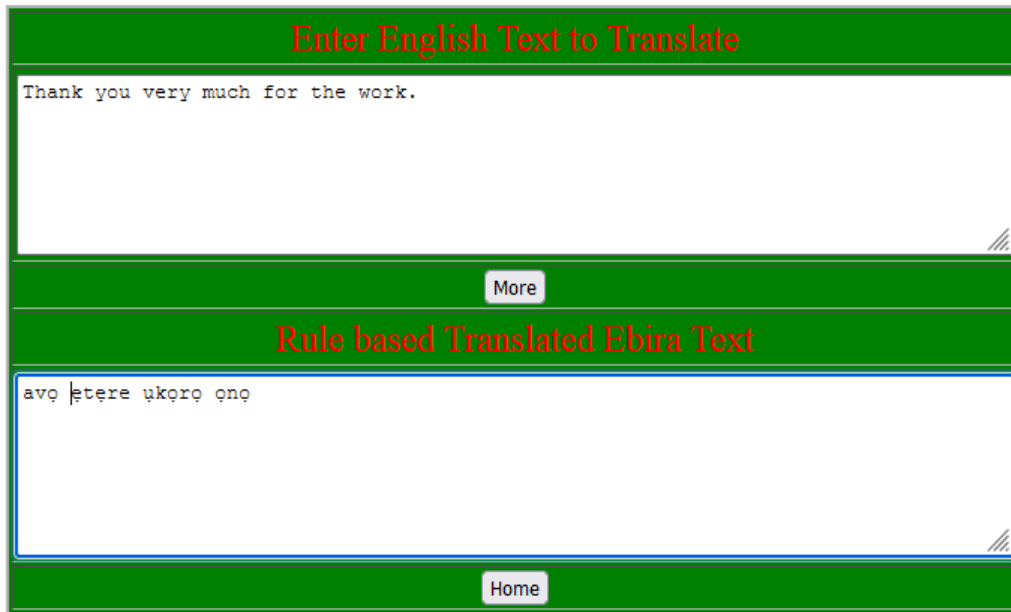 Enter English Text to Translate
Thank you very much for the work.
More
Rule based Translated Ebira Text
avọ ẹtẹre ụkọrọ ọnọ
Home